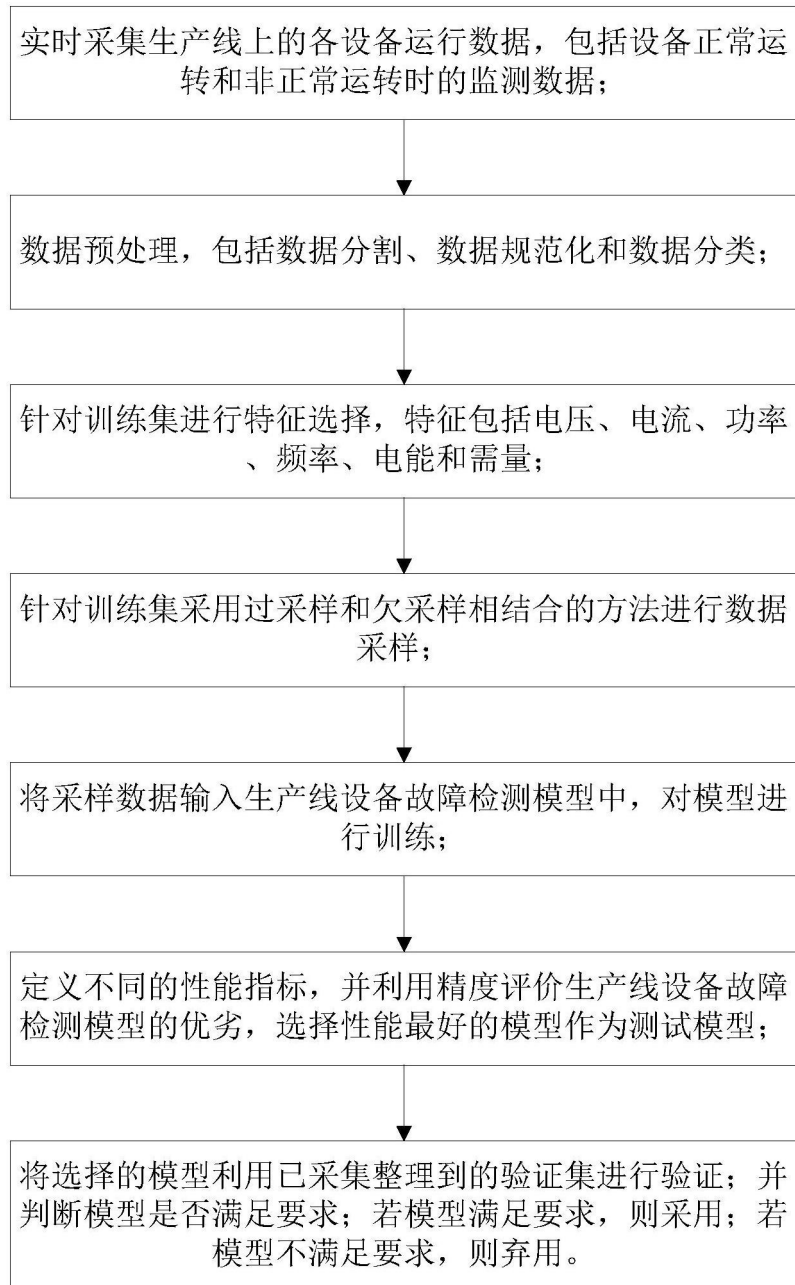 实时采集生产线上的各设备运行数据，包括设备正常运
转和非正常运转时的监测数据；
数据预处理，包括数据分割、数据规范化和数据分类；
针对训练集进行特征选择，特征包括电压、电流、功率
、频率、电能和需量；
针对训练集采用过采样和欠采样相结合的方法进行数据
采样；
将采样数据输入生产线设备故障检测模型中，对模型进
行训练；
定义不同的性能指标，并利用精度评价生产线设备故障
检测模型的优劣，选择性能最好的模型作为测试模型；
将选择的模型利用已采集整理到的验证集进行验证；并
判断模型是否满足要求；若模型满足要求，则采用；若
模型不满足要求，则弃用。